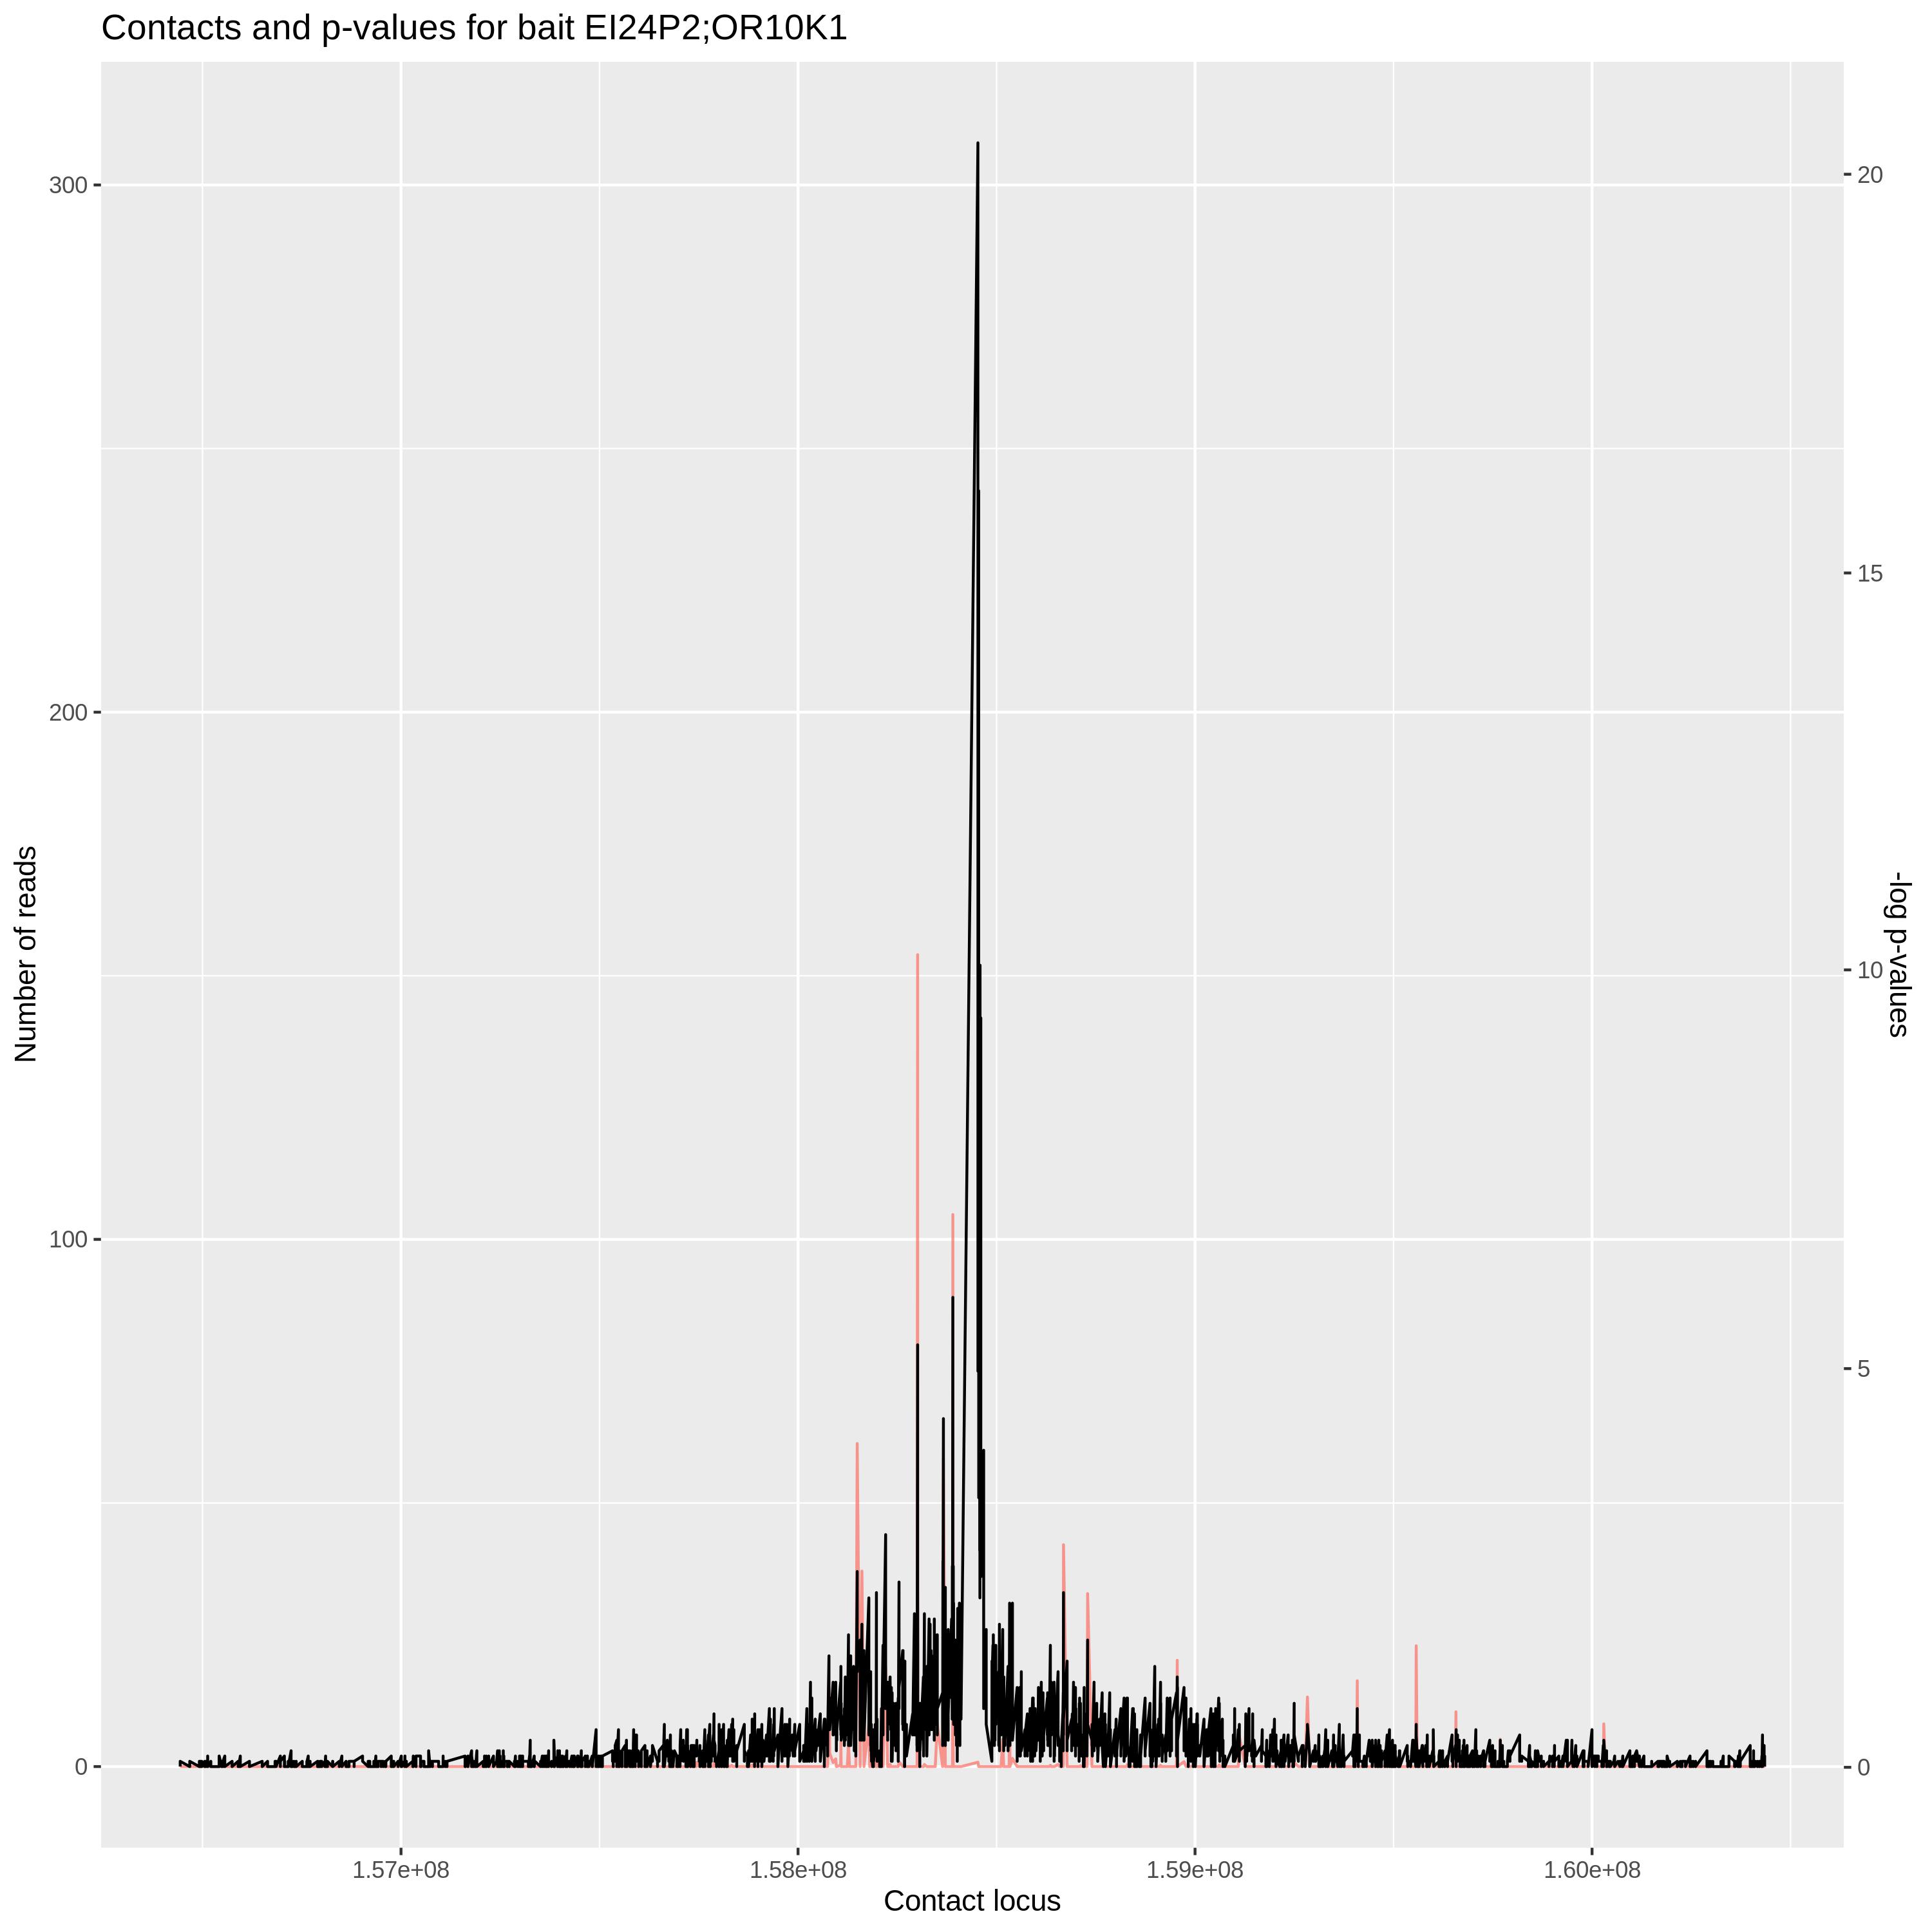 Contacts and p-values for bait EI24P2;OR10K1
Number of reads
300
200
100
0
20
15
10
5
0
-log p-values
1.57e+08
1.58e+08
1.59e+08
1.60e+08
Contact locus